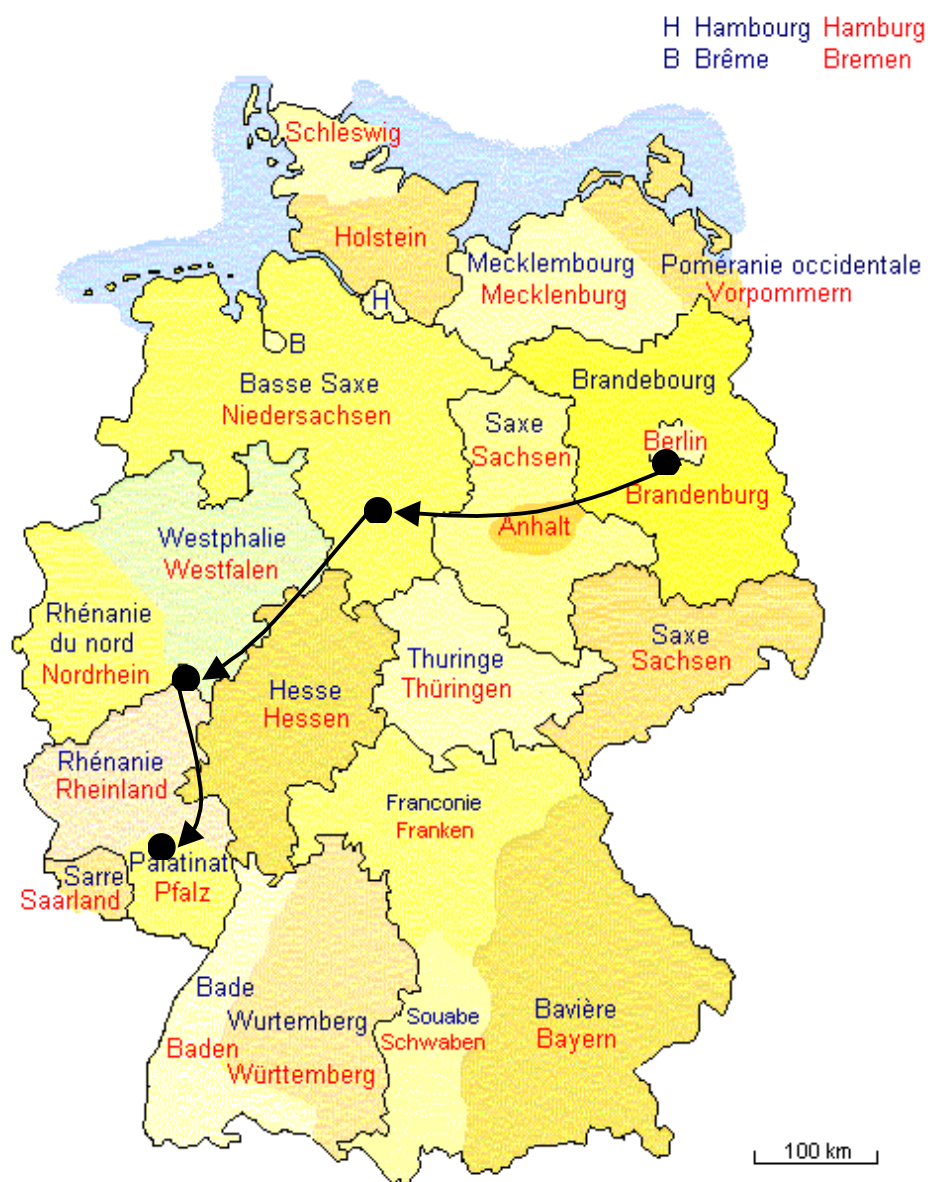 H Hambourg Hamburg
B Brême Bremen
Schleswig
Holstein
Mecklembourg
Mecklenburg
Poméranie occidentale
Vorpommern
H
B
Basse Saxe
Niedersachsen
Brandebourg
Saxe
Sachsen
Berlin
Brandenburg
Anhalt
Westphalie
Westfalen
Rhénanie
du nord
Nordrhein
Hesse
Hessen
Thuringe
Thüringen
Saxe
Sachsen
Rhénanie
Rheinland
Franconie
Franken
Palatinat
Pfalz
Sarre
Saarland
Bade
Baden
Wurtemberg
Württemberg
Souabe
Schwaben
Bavière
Bayern
100 km